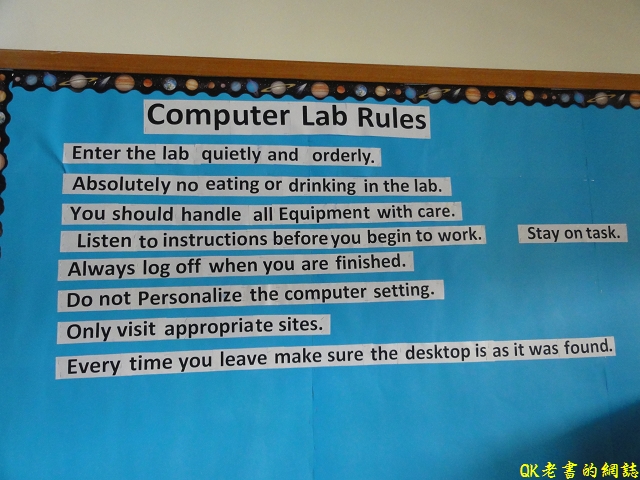 Computer Lab Rules
Enter the lab quietly and orderly.
Absolutely no eating or drinking in the lab.
You should handle all Equipment with care.
Listen to instructions before you begin to work. Stay on task.
Always log off when you are finished.
Do not Personalize the computer setting.
Only visit appropriate sites.
Every time you leave make sure the desktop is as it was found.
QK老書的網誌